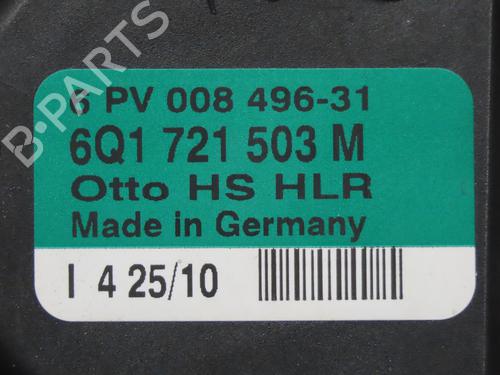 B-PARTS
6 PV 008 496-31
6Q1 721 503 M
Otto HS HLR
Made in Germany
I 4 25/10